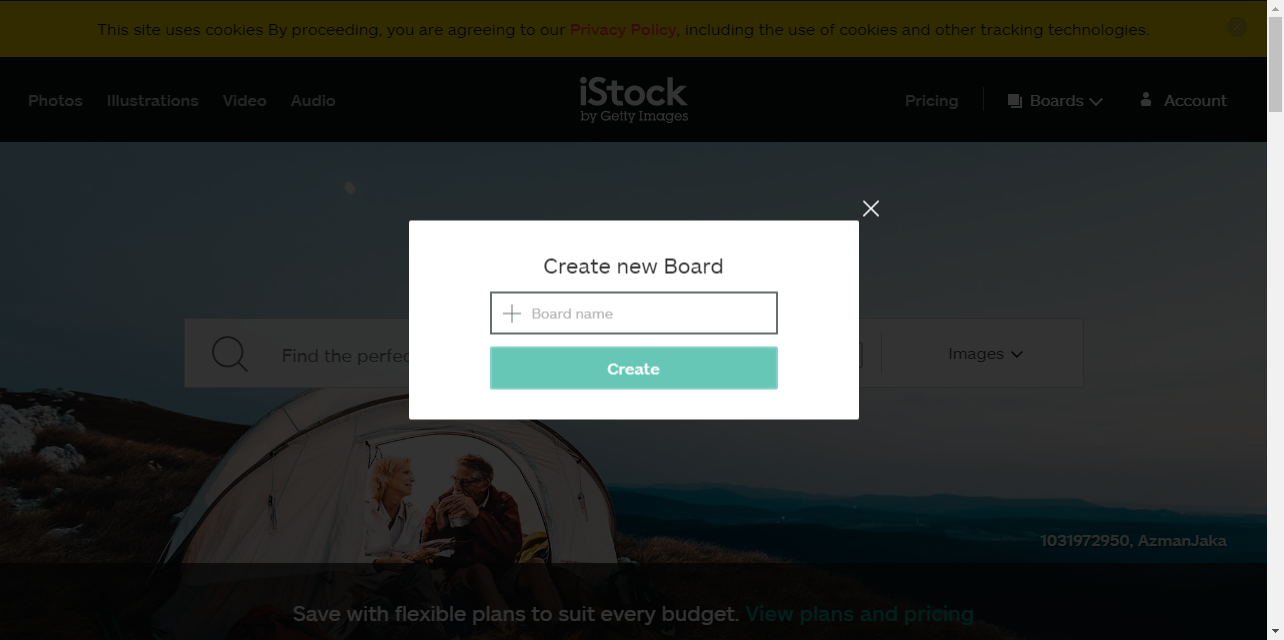 This site uses cookies By proceeding, you are agreeing to our Privacy Policy, including the use of cookies and other tracking technologies.
Photos Illustrations Video Audio
iStock
by Getty Images
Pricing Boards Account
Create new Board
Board name
Create
Find the perfec
Images
1031972950, AzmanJaka
Save with flexible plans to suit every budget. View plans and pricing